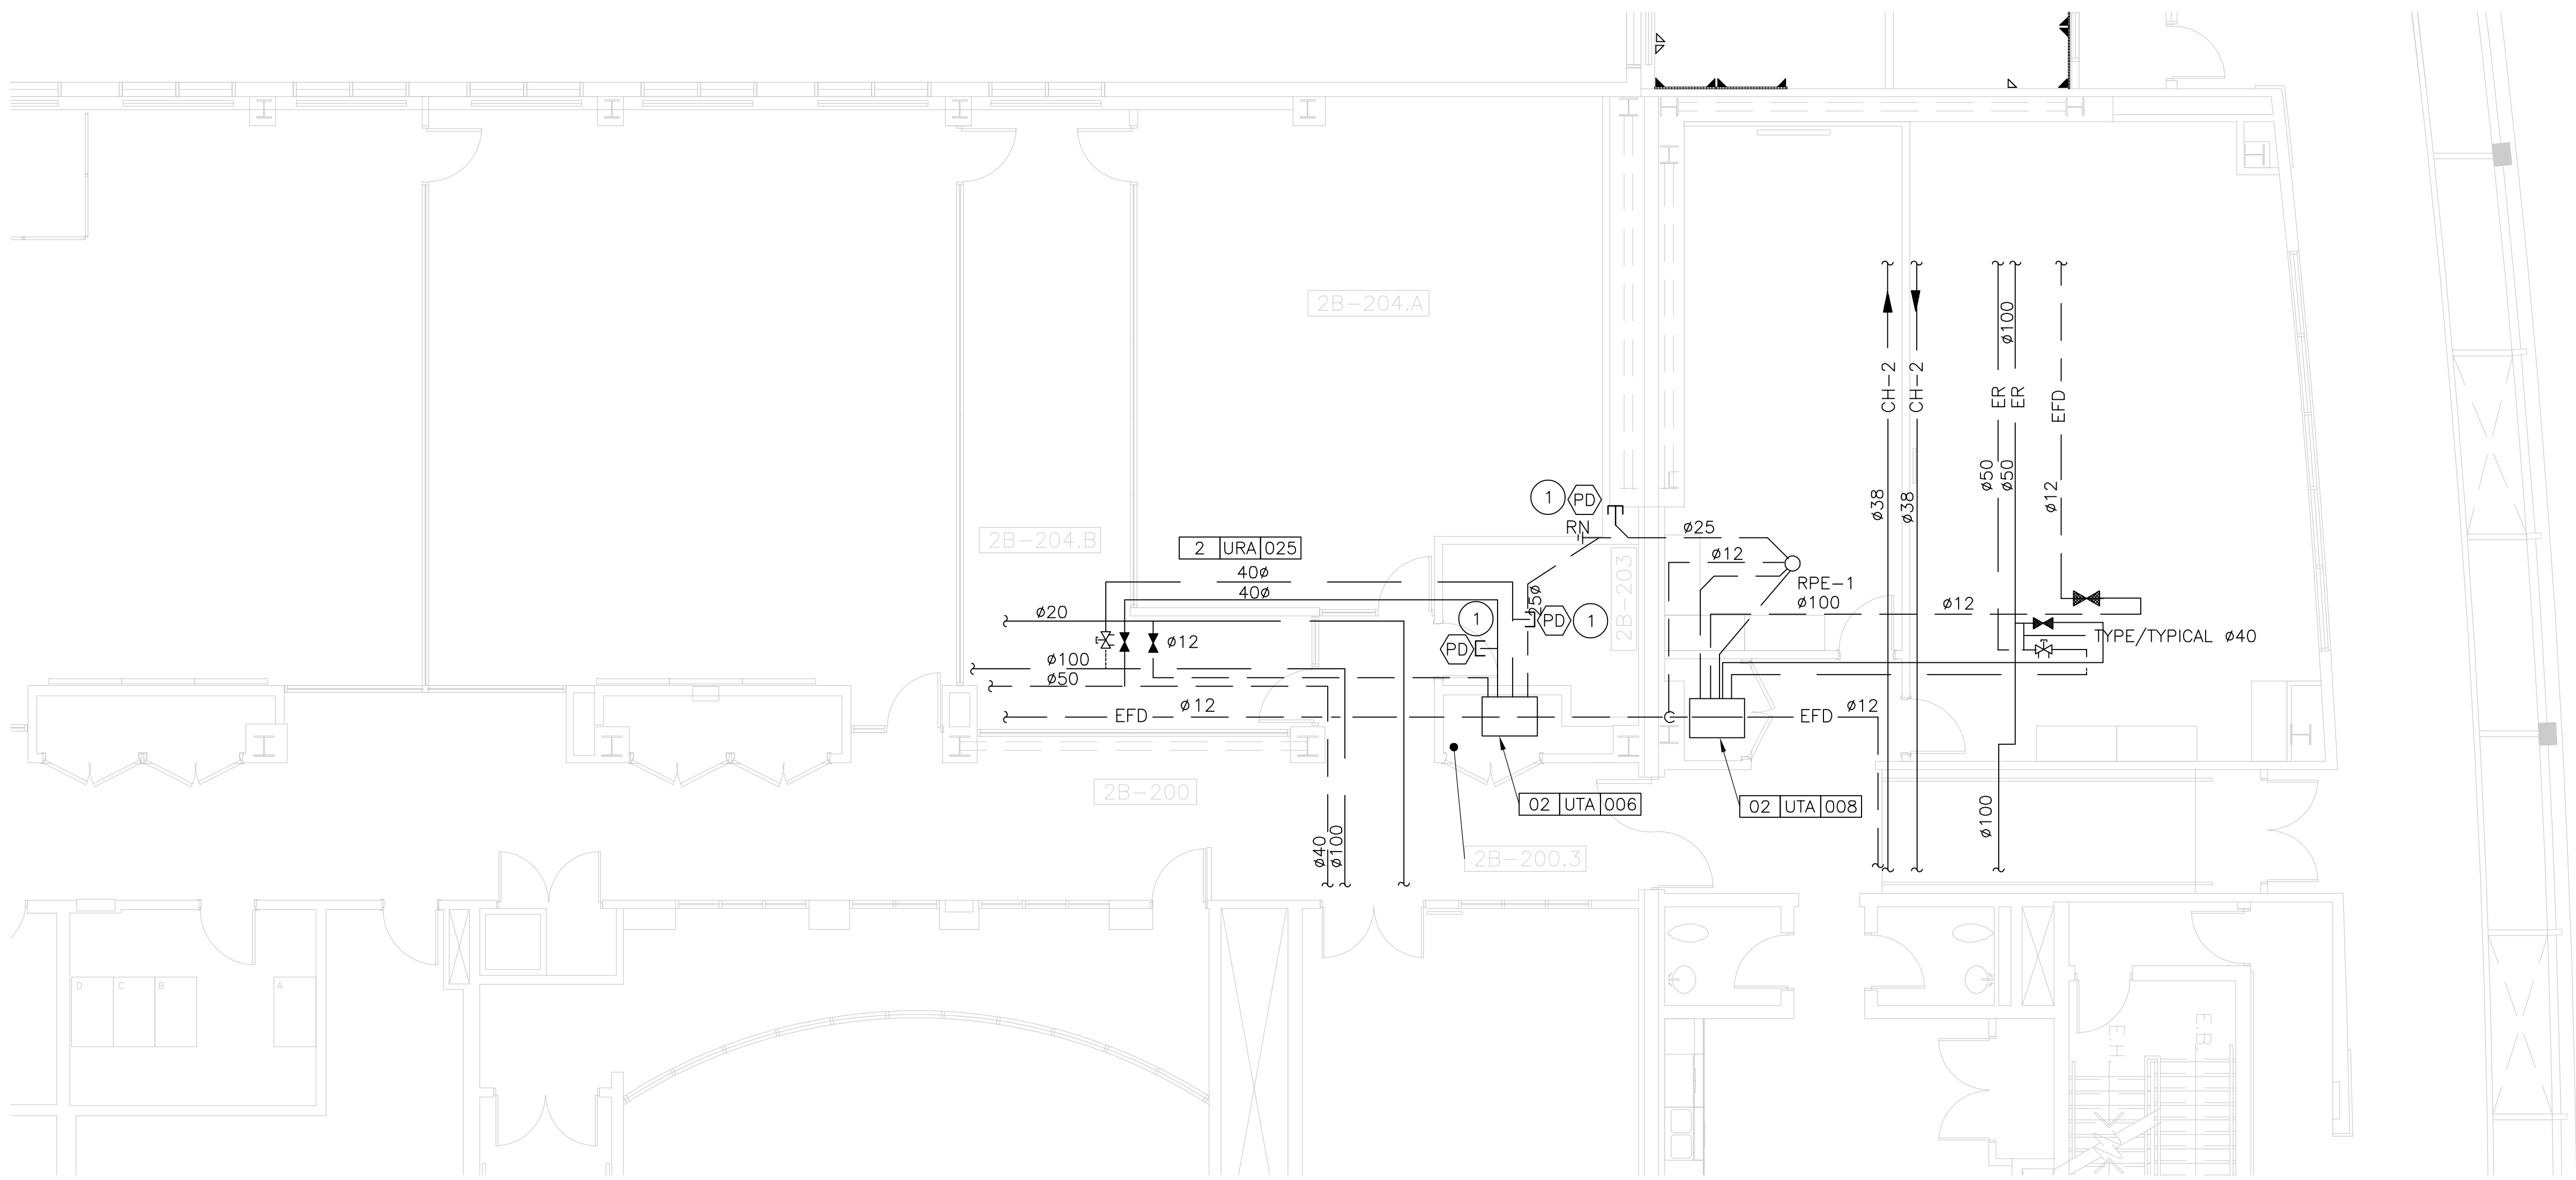 2B-204.A
ø100
CH-2
CH-2
ER
ER
EFD
ø38
ø38
ø50
ø50
ø12
1
PD
RN
ø25
2B-204.B
2 URA 025
40ø
40ø
ø12
RPE-1
ø100
ø12
25ø
2B-203
ø20
ø12
1
PD
1
PD
TYPE/TYPICAL ø40
ø100
ø50
ø12
EFD
EFD
ø12
2B-200
02 UTA 006
02 UTA 008
ø40
ø100
ø100
2B-200.3
D
C
B
A
E.H
E.B